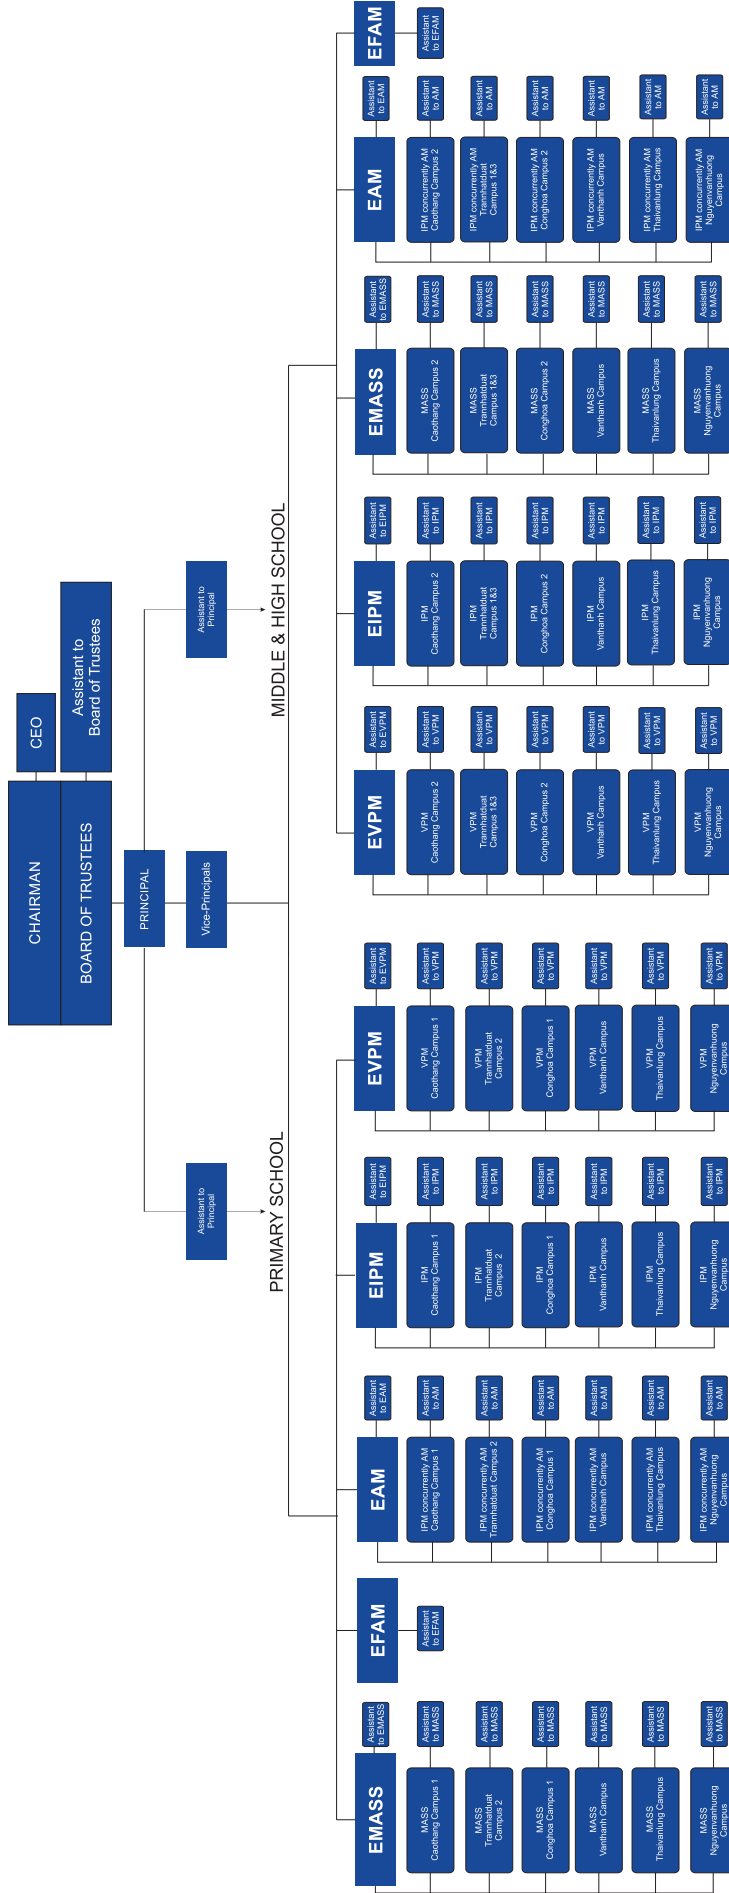 CHAIRMAN
CEO
BOARD OF TRUSTEES
Assistant to
Board of Trustees
PRINCIPAL
Assistant to
Principal
Vice-Principals
Assistant to
Principal
PRIMARY SCHOOL
MIDDLE & HIGH SCHOOL
EMASS
Assistant
to EMASS
MASS
Caothang Campus 1
Assistant
to MASS
MASS
Trannhatduat
Campus 2
Assistant
to MASS
MASS
Conghoa Campus 1
Assistant
to MASS
MASS
Vanthanh Campus
Assistant
to MASS
MASS
Thaivanlung Campus
Assistant
to MASS
MASS
Nguyenvanhuong
Campus
Assistant
to MASS
EFAM
Assistant
to EFAM
EAM
Assistant
to EAM
IPM concurrently AM
Caothang Campus 1
Assistant
to AM
IPM concurrently AM
Trannhatduat Campus 2
Assistant
to AM
IPM concurrently AM
Conghoa Campus 1
Assistant
to AM
IPM concurrently AM
Vanthanh Campus
Assistant
to AM
IPM concurrently AM
Thaivanlung Campus
Assistant
to AM
IPM concurrently AM
Nguyenvanhuong
Campus
Assistant
to AM
EIPM
Assistant
to EIPM
IPM
Caothang Campus 1
Assistant
to IPM
IPM
Trannhatduat
Campus 2
Assistant
to IPM
IPM
Conghoa Campus 1
Assistant
to IPM
IPM
Vanthanh Campus
Assistant
to IPM
IPM
Thaivanlung Campus
Assistant
to IPM
IPM
Nguyenvanhuong
Campus
Assistant
to IPM
EVPM
Assistant
to EVPM
VPM
Caothang Campus 1
Assistant
to VPM
VPM
Trannhatduat
Campus 2
Assistant
to VPM
VPM
Conghoa Campus 1
Assistant
to VPM
VPM
Vanthanh Campus
Assistant
to VPM
VPM
Thaivanlung Campus
Assistant
to VPM
VPM
Nguyenvanhuong
Campus
Assistant
to VPM
EVPM
Assistant
to EVPM
VPM
Caothang Campus 2
Assistant
to VPM
VPM
Trannhatduat
Campus 1&3
Assistant
to VPM
VPM
Conghoa Campus 2
Assistant
to VPM
VPM
Vanthanh Campus
Assistant
to VPM
VPM
Thaivanlung Campus
Assistant
to VPM
VPM
Nguyenvanhuong
Campus
Assistant
to VPM
EIPM
Assistant
to EIPM
IPM
Caothang Campus 2
Assistant
to IPM
IPM
Trannhatduat
Campus 1&3
Assistant
to IPM
IPM
Conghoa Campus 2
Assistant
to IPM
IPM
Vanthanh Campus
Assistant
to IPM
IPM
Thaivanlung Campus
Assistant
to IPM
IPM
Nguyenvanhuong
Campus
Assistant
to IPM
EMASS
Assistant
to EMASS
MASS
Caothang Campus 2
Assistant
to MASS
MASS
Trannhatduat
Campus 1&3
Assistant
to MASS
MASS
Conghoa Campus 2
Assistant
to MASS
MASS
Vanthanh Campus
Assistant
to MASS
MASS
Thaivanlung Campus
Assistant
to MASS
MASS
Nguyenvanhuong
Campus
Assistant
to MASS
EAM
Assistant
to EAM
IPM concurrently AM
Caothang Campus 2
Assistant
to AM
IPM concurrently AM
Trannhatduat
Campus 1&3
Assistant
to AM
IPM concurrently AM
Conghoa Campus 2
Assistant
to AM
IPM concurrently AM
Vanthanh Campus
Assistant
to AM
IPM concurrently AM
Thaivanlung Campus
Assistant
to AM
IPM concurrently AM
Nguyenvanhuong
Campus
Assistant
to AM
EFAM
Assistant
to EFAM